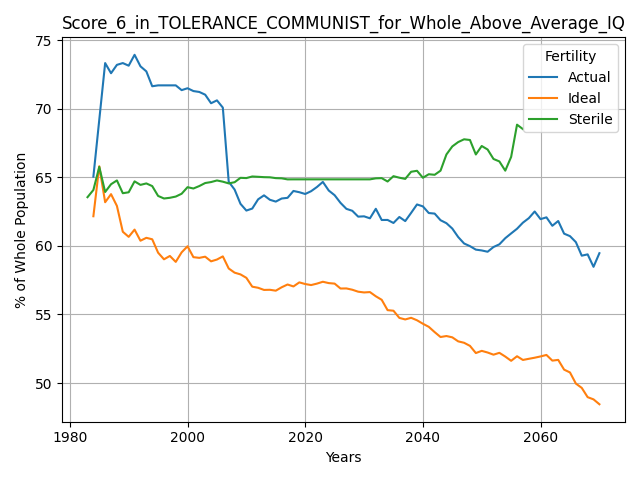 Score_6_in_TOLERANCE_COMMUNIST_for_Whole_Above_Average_IQ
Fertility
Actual
Ideal
Sterile
75
70
65
60
55
50
% of Whole Population
1980
2000
2020
2040
2060
Years